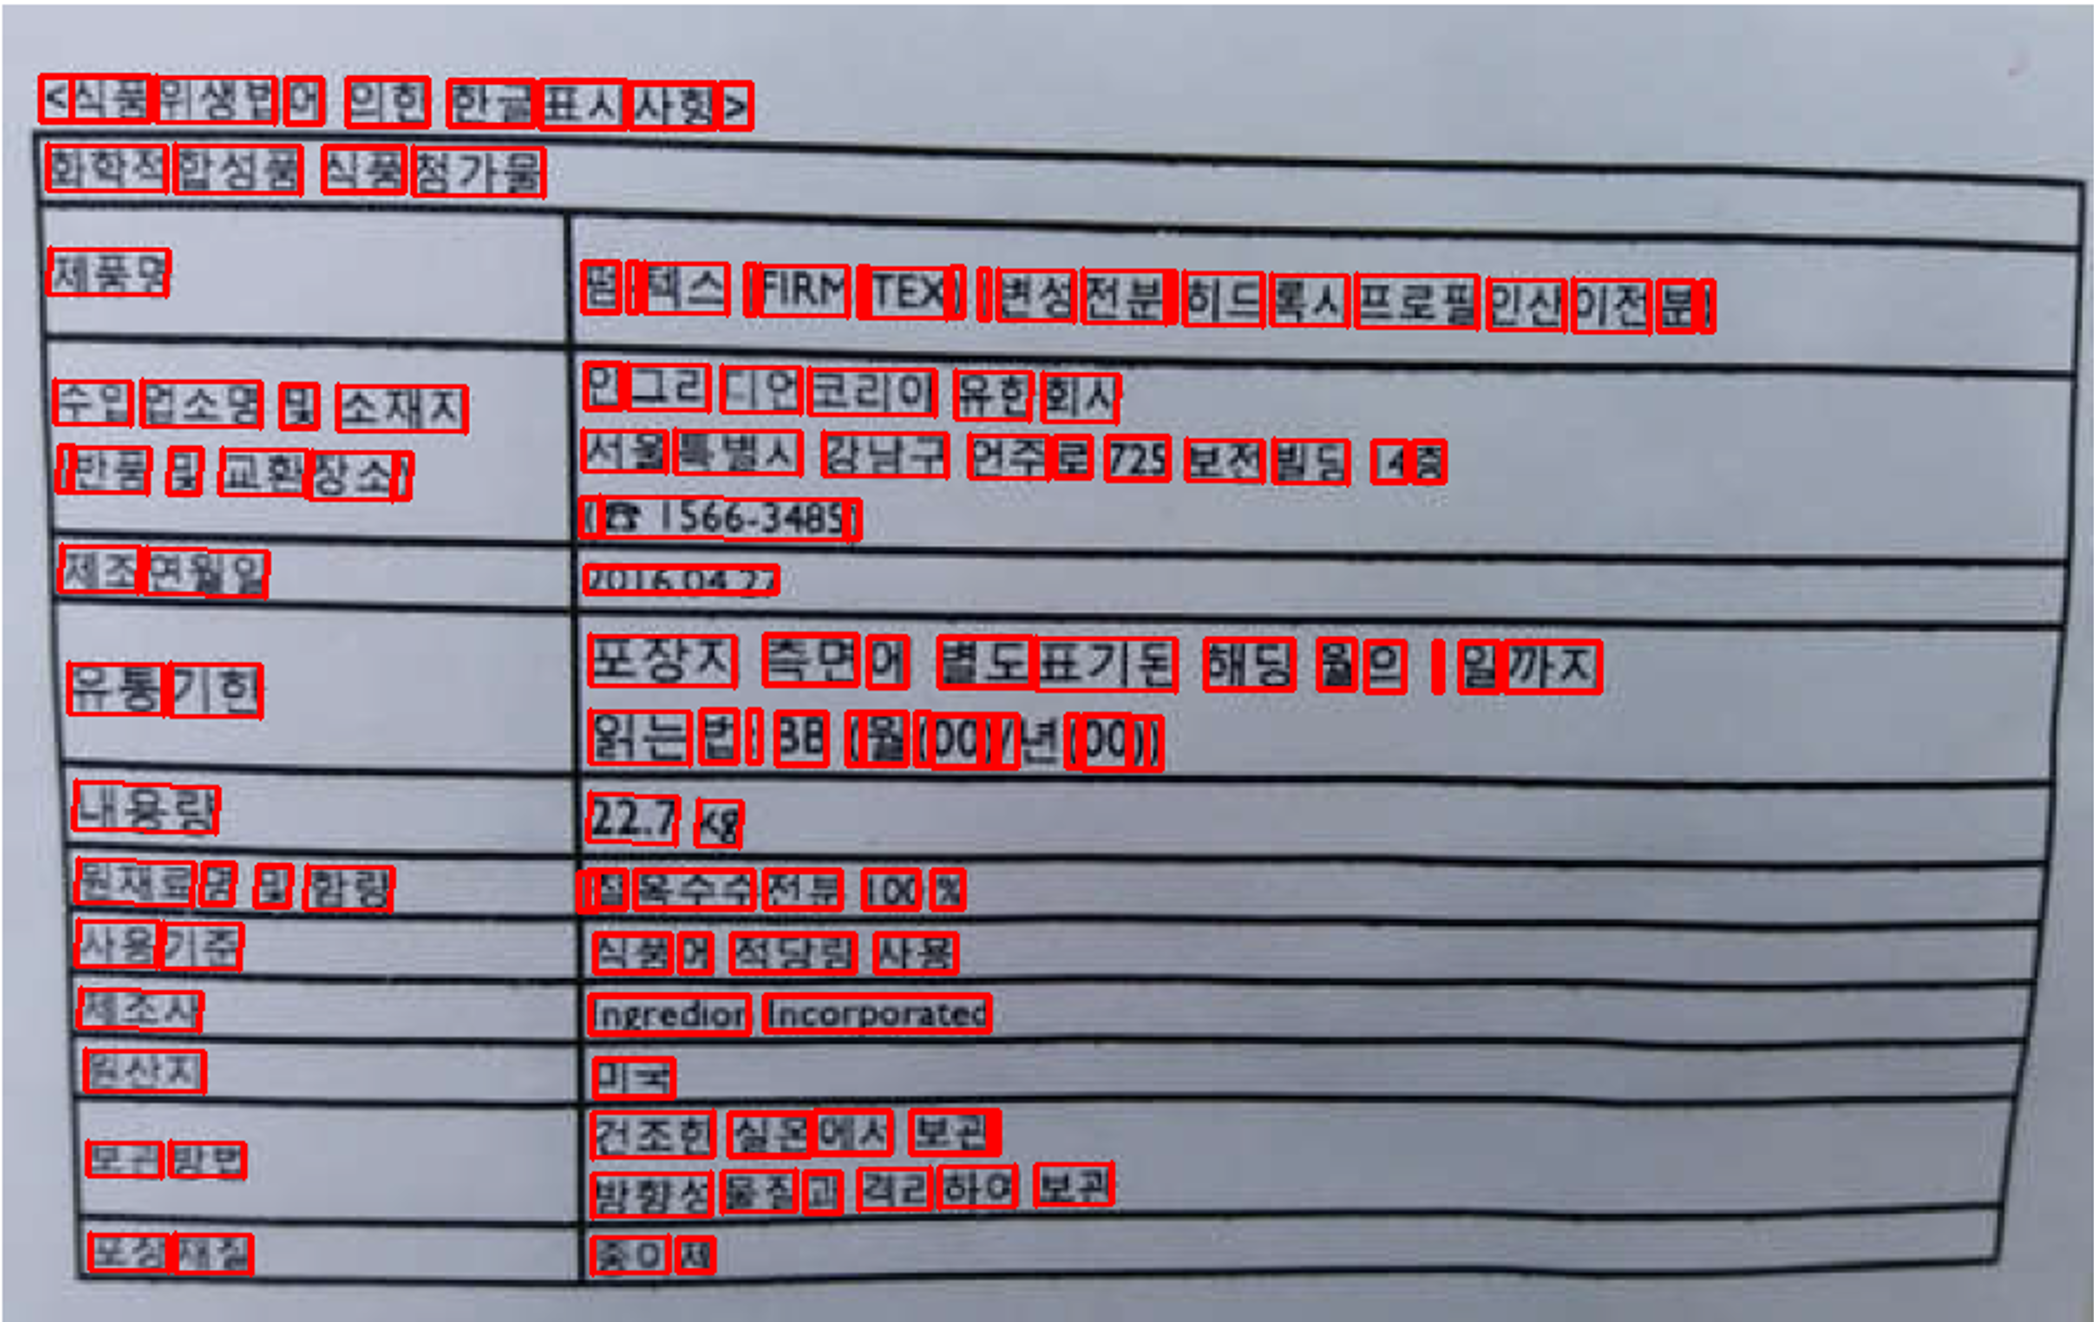 <식품위생법에 의한 한글표시사항>
화학적합성품 식품첨가물
제품명
펌텍스 (FIRMTEX) (변성전분 히드록시프로필인산이전분)
수입업소명 및 소재지
(반품 및 교환장소)
인그리디언코리아 유한회사
서울특별시 강남구 언주로 725 보전빌딩 14층
(☎ 1566-3485)
제조연월일
2016.04.22
유통기한
포장지 측면에 별도표기된 해당 월의 1일까지
읽는법: BB (월(00)/년(00))
내용량
22.7 kg
원재료명 및 함량
찰옥수수전분 100 %
사용기준
식품에 적당량 사용
제조사
Ingredion Incorporated
원산지
미국
보관방법
건조한 실온에서 보관
방향성물질과 격리하여 보관
포장재질
종이제